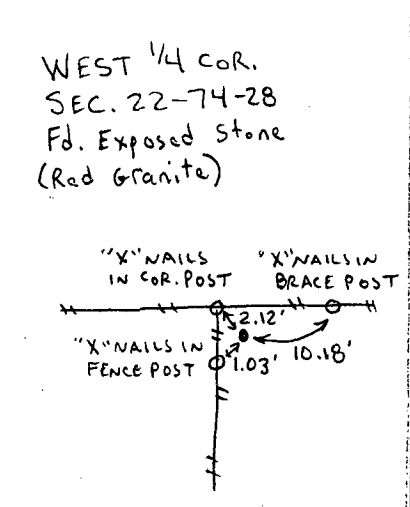 WEST 1/4 COR.
SEC. 22-74-28
Fd. Exposed Stone
(Red Granite)
"X" NAILS
IN COR. POST
"X" NAILS IN
BRACE POST
2.12'
"X" NAILS IN
FENCE POST
1.03'
10.18'